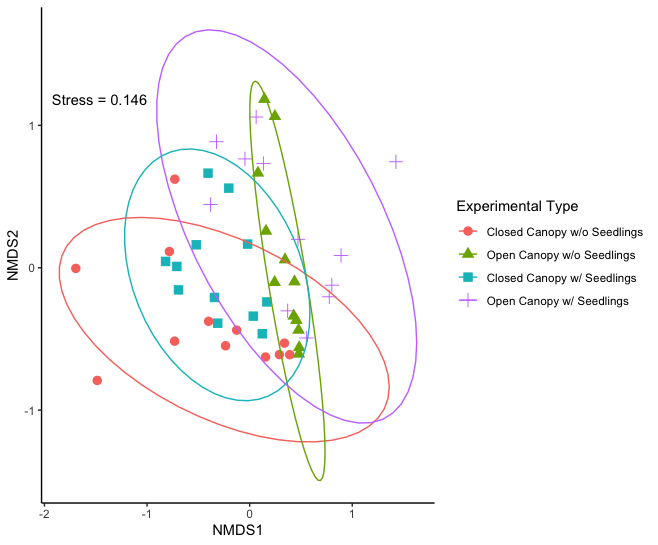 Stress = 0.146
1
0
-1
NMDS2
-2
-1
0
1
NMDS1
Experimental Type
Closed Canopy w/o Seedlings
Open Canopy w/o Seedlings
Closed Canopy w/ Seedlings
Open Canopy w/ Seedlings